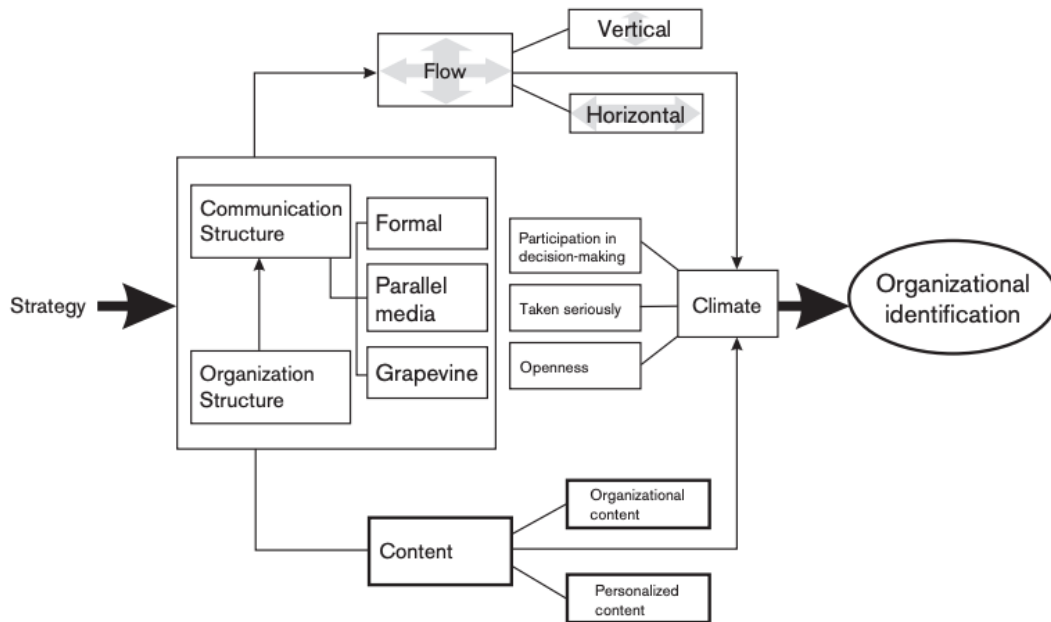 Vertical
Flow
Horizontal
Communication
Structure
Formal
Parallel
media
Grapevine
Organization
Structure
Strategy
Participation in
decision-making
Taken seriously
Openness
Climate
Organizational
identification
Organizational
content
Content
Personalized
content